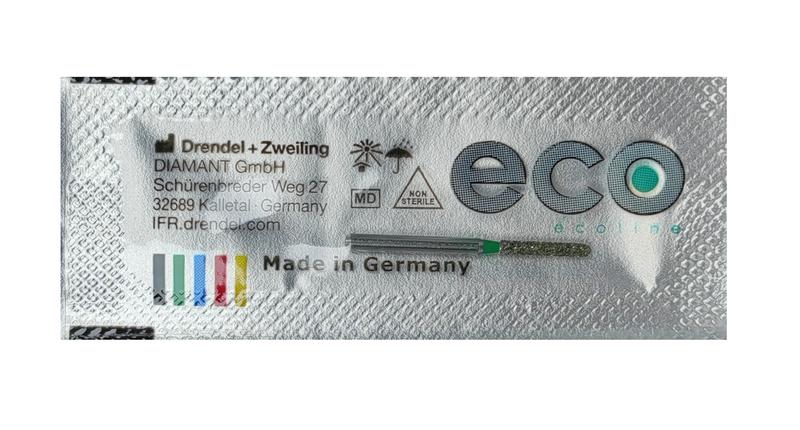 Drendel + Zweiling
DIAMANT GmbH
Schürenbreder Weg 27
32689 Kalletal · Germany
IFR.drendel.com
MD
NON
STERILE
eco
ecoline
Made in Germany